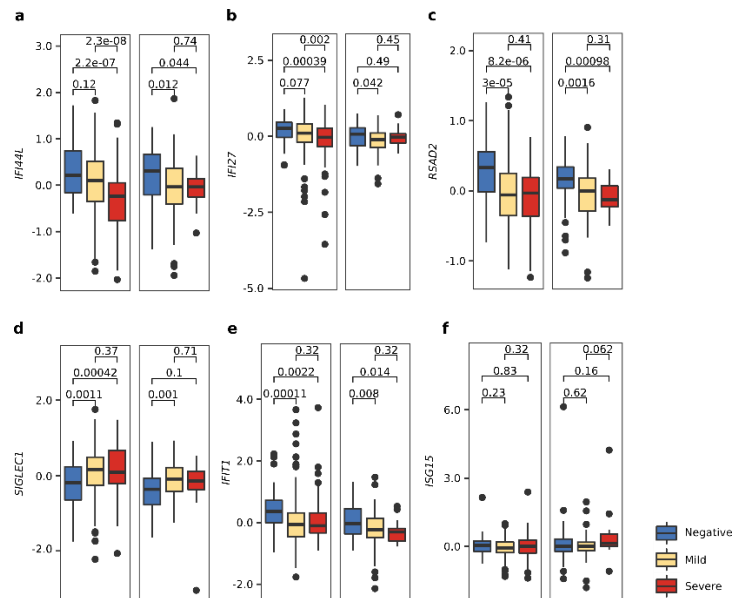 a
b
c
3.0
2.0
1.0
0.0
-1.0
-2.0
IFI44L
2.3e-08
2.2e-07
0.12
0.74
0.044
0.012
2.5
0.0
-2.5
-5.0
IFI27
0.002
0.00039
0.077
0.45
0.49
0.042
2.0
1.0
0.0
-1.0
RSAD2
0.41
8.2e-06
3e-05
0.31
0.00098
0.0016
d
e
f
2.0
0.0
-2.0
SIGLEC1
0.37
0.00042
0.0011
0.71
0.1
0.001
4.0
2.0
0.0
-2.0
IFIT1
0.32
0.0022
0.00011
0.32
0.014
0.008
6.0
3.0
0.0
ISG15
0.32
0.83
0.23
0.062
0.16
0.62
Negative
Mild
Severe